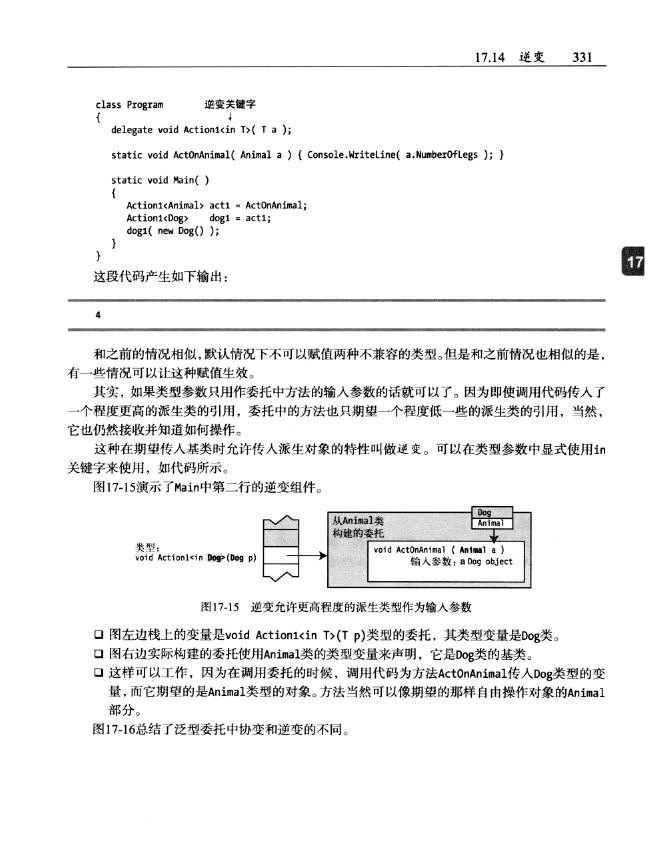 17.14 逆变 331
class Program 逆变关键字
{ ↓
delegate void Action1<in T>( T a );
static void ActOnAnimal( Animal a ) { Console.WriteLine( a.NumberOfLegs ); }
static void Main( )
{
Action1<Animal> act1 = ActOnAnimal;
Action1<Dog> dog1 = act1;
dog1( new Dog() );
}
}
17
这段代码产生如下输出：
4
和之前的情况相似，默认情况下不可以赋值两种不兼容的类型。但是和之前情况也相似的是，
有一些情况可以让这种赋值生效。
其实，如果类型参数只用作委托中方法的输入参数的话就可以了。因为即使调用代码传入了
一个程度更高的派生类的引用，委托中的方法也只期望一个程度低一些的派生类的引用，当然，
它也仍然接收并知道如何操作。
这种在期望传入基类时允许传入派生对象的特性叫做逆变。可以在类型参数中显式使用in
关键字来使用，如代码所示。
图17-15演示了Main中第二行的逆变组件。
类型：
void Action1<in Dog>(Dog p)
从Animal类
构建的委托
Dog
Animal
void ActOnAnimal ( Animal a )
输入参数：a Dog object
图17-15 逆变允许更高程度的派生类型作为输入参数
❑ 图左边栈上的变量是void Action1<in T>(T p)类型的委托，其类型变量是Dog类。
❑ 图右边实际构建的委托使用Animal类的类型变量来声明，它是Dog类的基类。
❑ 这样可以工作，因为在调用委托的时候，调用代码为方法ActOnAnimal传入Dog类型的变
量，而它期望的是Animal类型的对象。方法当然可以像期望的那样自由操作对象的Animal
部分。
图17-16总结了泛型委托中协变和逆变的不同。